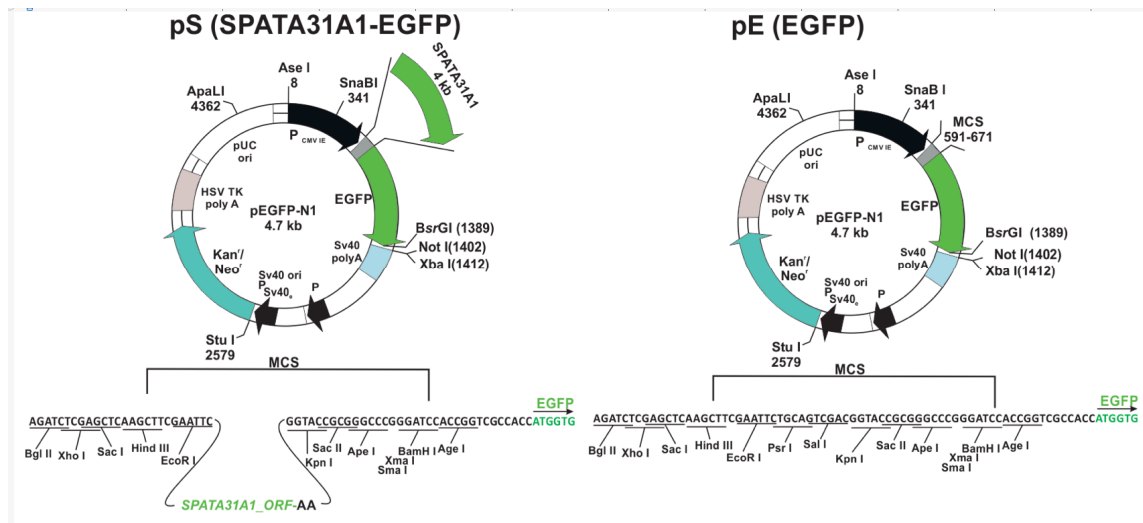 pS (SPATA31A1-EGFP)
Ase I
8
SnaBI
341
SPATA31A1
4 kb
ApaLI
4362
P CMV IE
pUC
ori
HSV TK
poly A
EGFP
pEGFP-N1
4.7 kb
BsrGI (1389)
Not I(1402)
Xba I(1412)
Sv40
polyA
Kanʳ/
Neoʳ
Sv40 ori
P
Sv40e
P
Stu I
2579
MCS
EGFP
AGATCTCGAGCTCAAGCTTCGAATTC
GGTACCGCGGGCCCGGGATCCACCGGTCGCCACCATGGTG
Bgl II
Xho I
Sac I
Hind III
EcoR I
Kpn I
Sac II
Ape I
Xma I
Sma I
BamH I
Age I
SPATA31A1_ORF-AA
pE (EGFP)
Ase I
8
SnaB I
341
ApaLI
4362
MCS
591-671
P CMV IE
pUC
ori
HSV TK
poly A
EGFP
pEGFP-N1
4.7 kb
BsrGI (1389)
Not I(1402)
Xba I(1412)
Sv40
polyA
Kanʳ/
Neoʳ
Sv40 ori
P
Sv40e
P
Stu I
2579
MCS
EGFP
AGATCTCGAGCTCAAGCTTCGAATTCTGCAGTCGACGGTACCGCGGGCCCGGGATCCACCGGTCGCCACCATGGTG
Bgl II
Xho I
Sac I
Hind III
EcoR I
Psr I
Sal I
Kpn I
Sac II
Ape I
Xma I
Sma I
BamH I
Age I